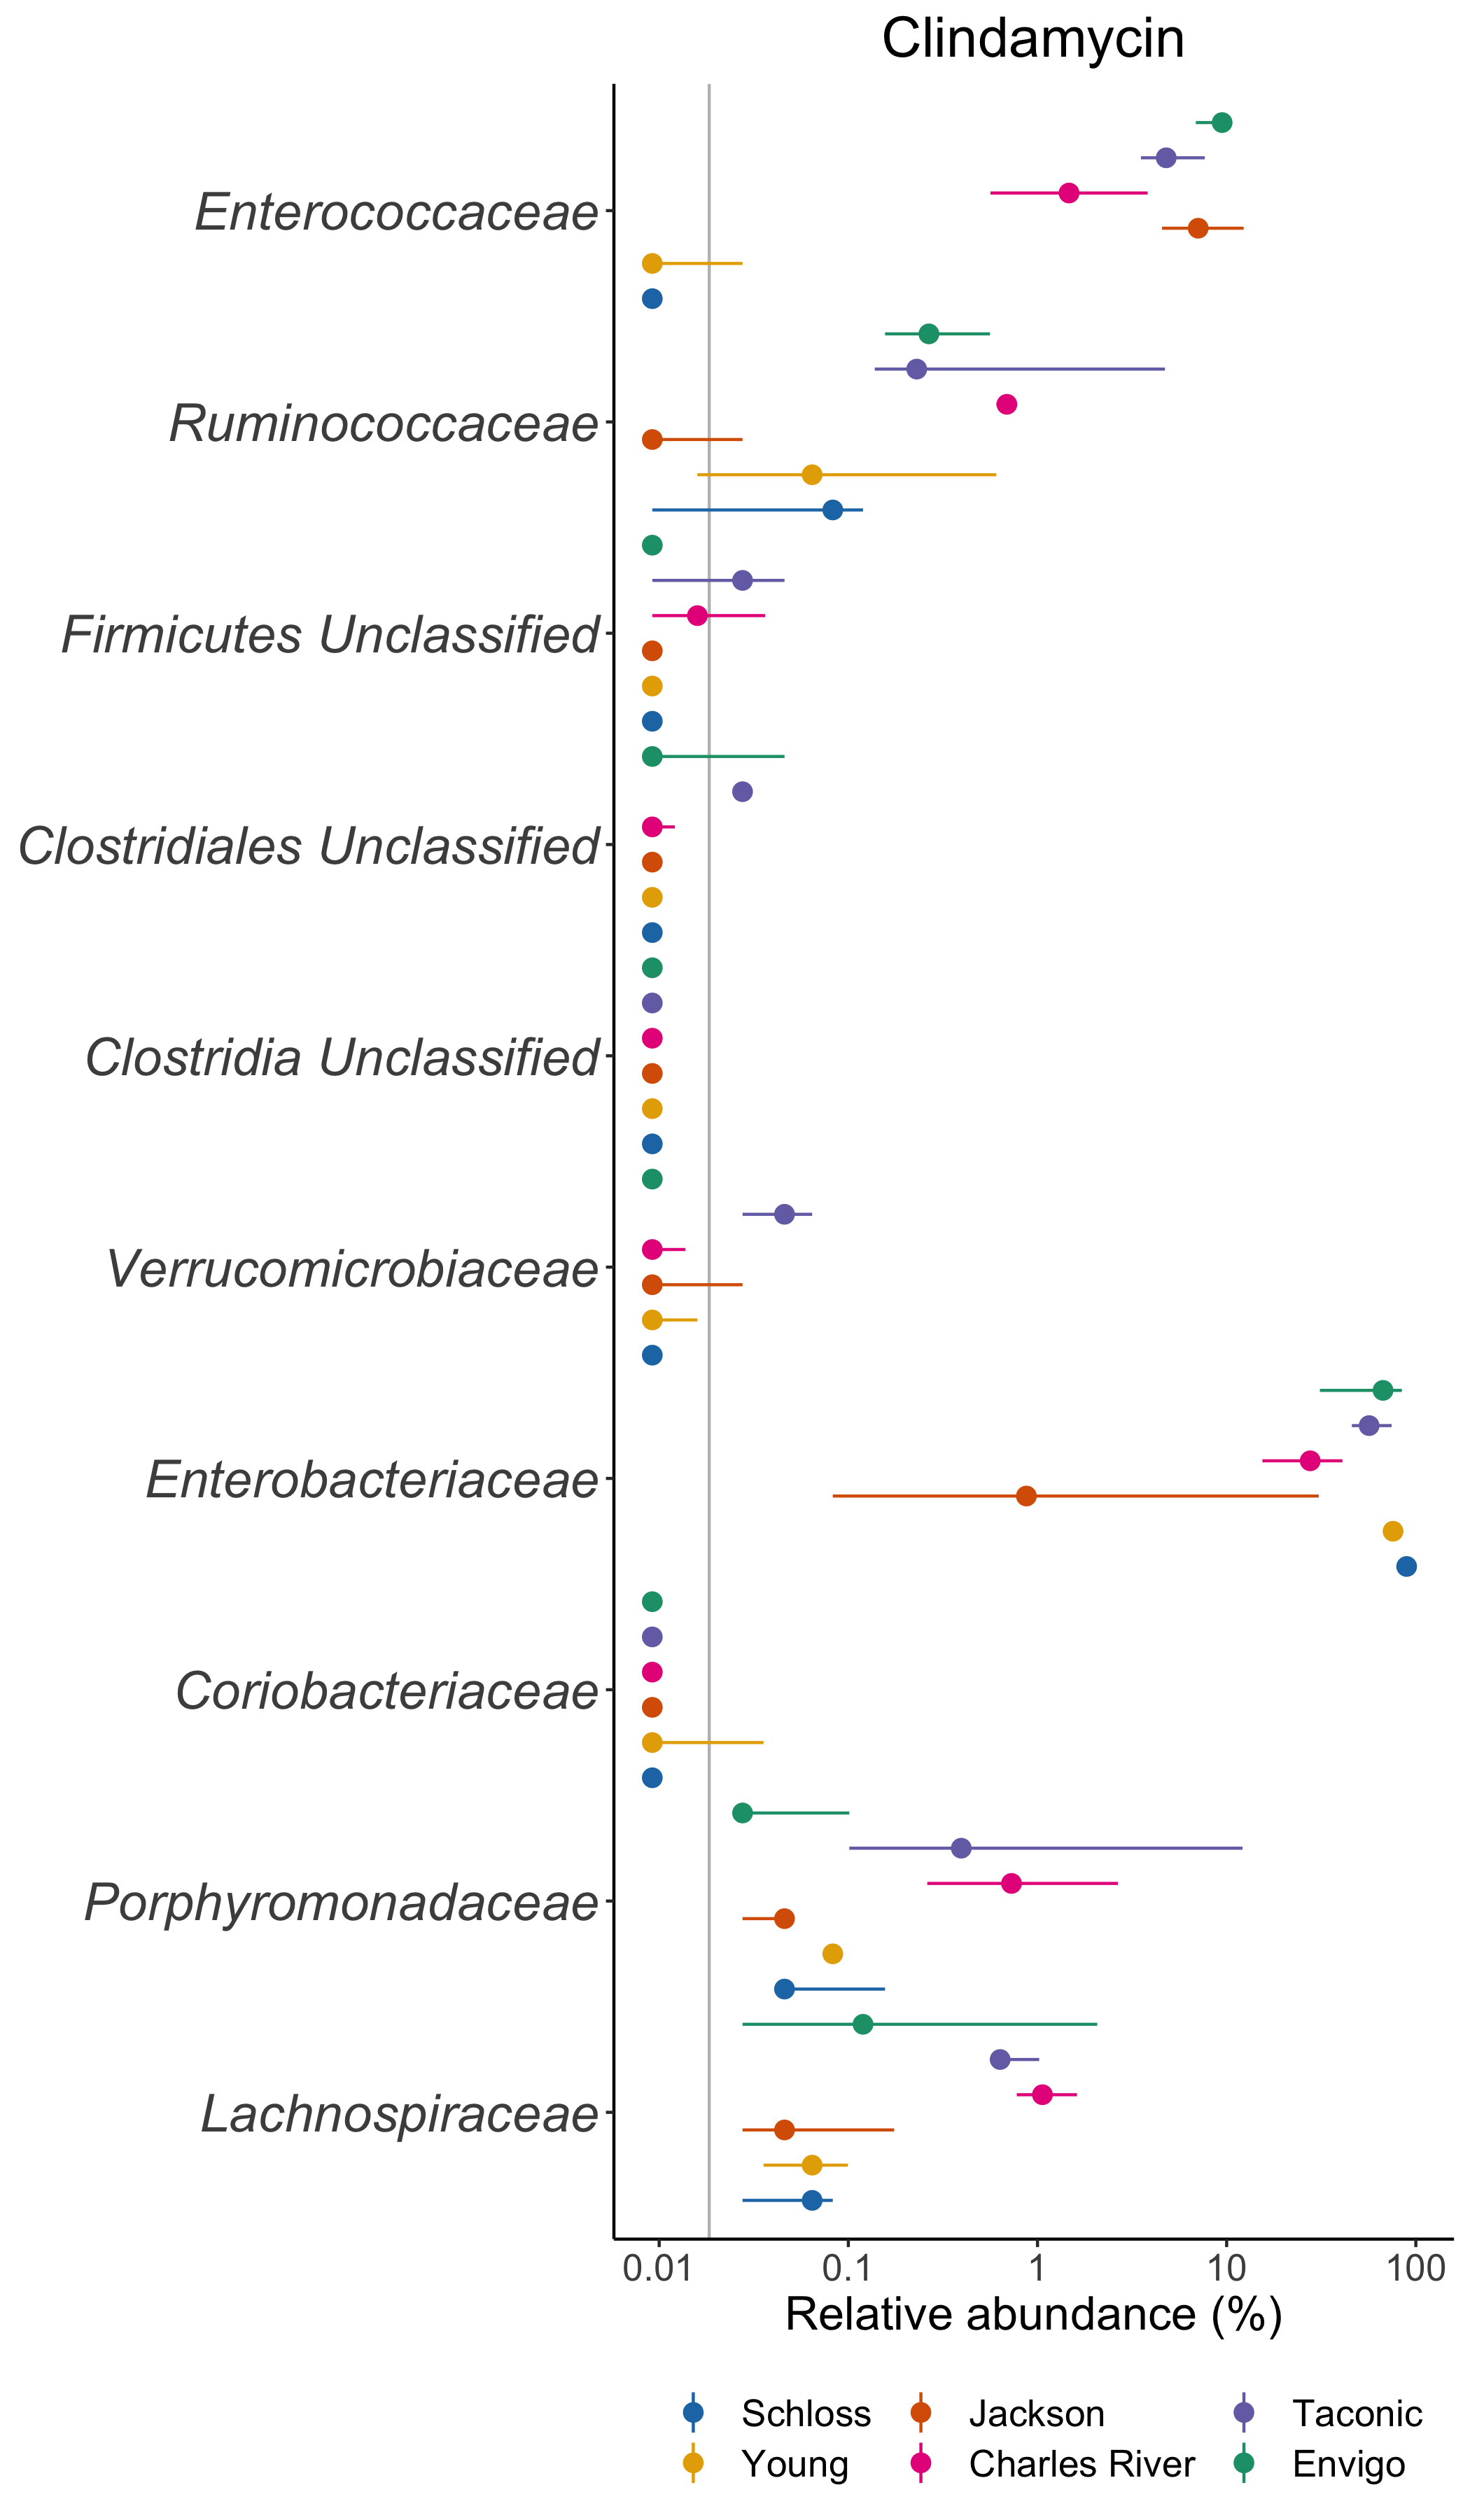 Clindamycin
Enterococcaceae
Ruminococcaceae
Firmicutes Unclassified
Clostridiales Unclassified
Clostridia Unclassified
Verrucomicrobiaceae
Enterobacteriaceae
Coriobacteriaceae
Porphyromonadaceae
Lachnospiraceae
0.01 0.1 1 10 100
Relative abundance (%)
Schloss Jackson Taconic
Young Charles River Envigo